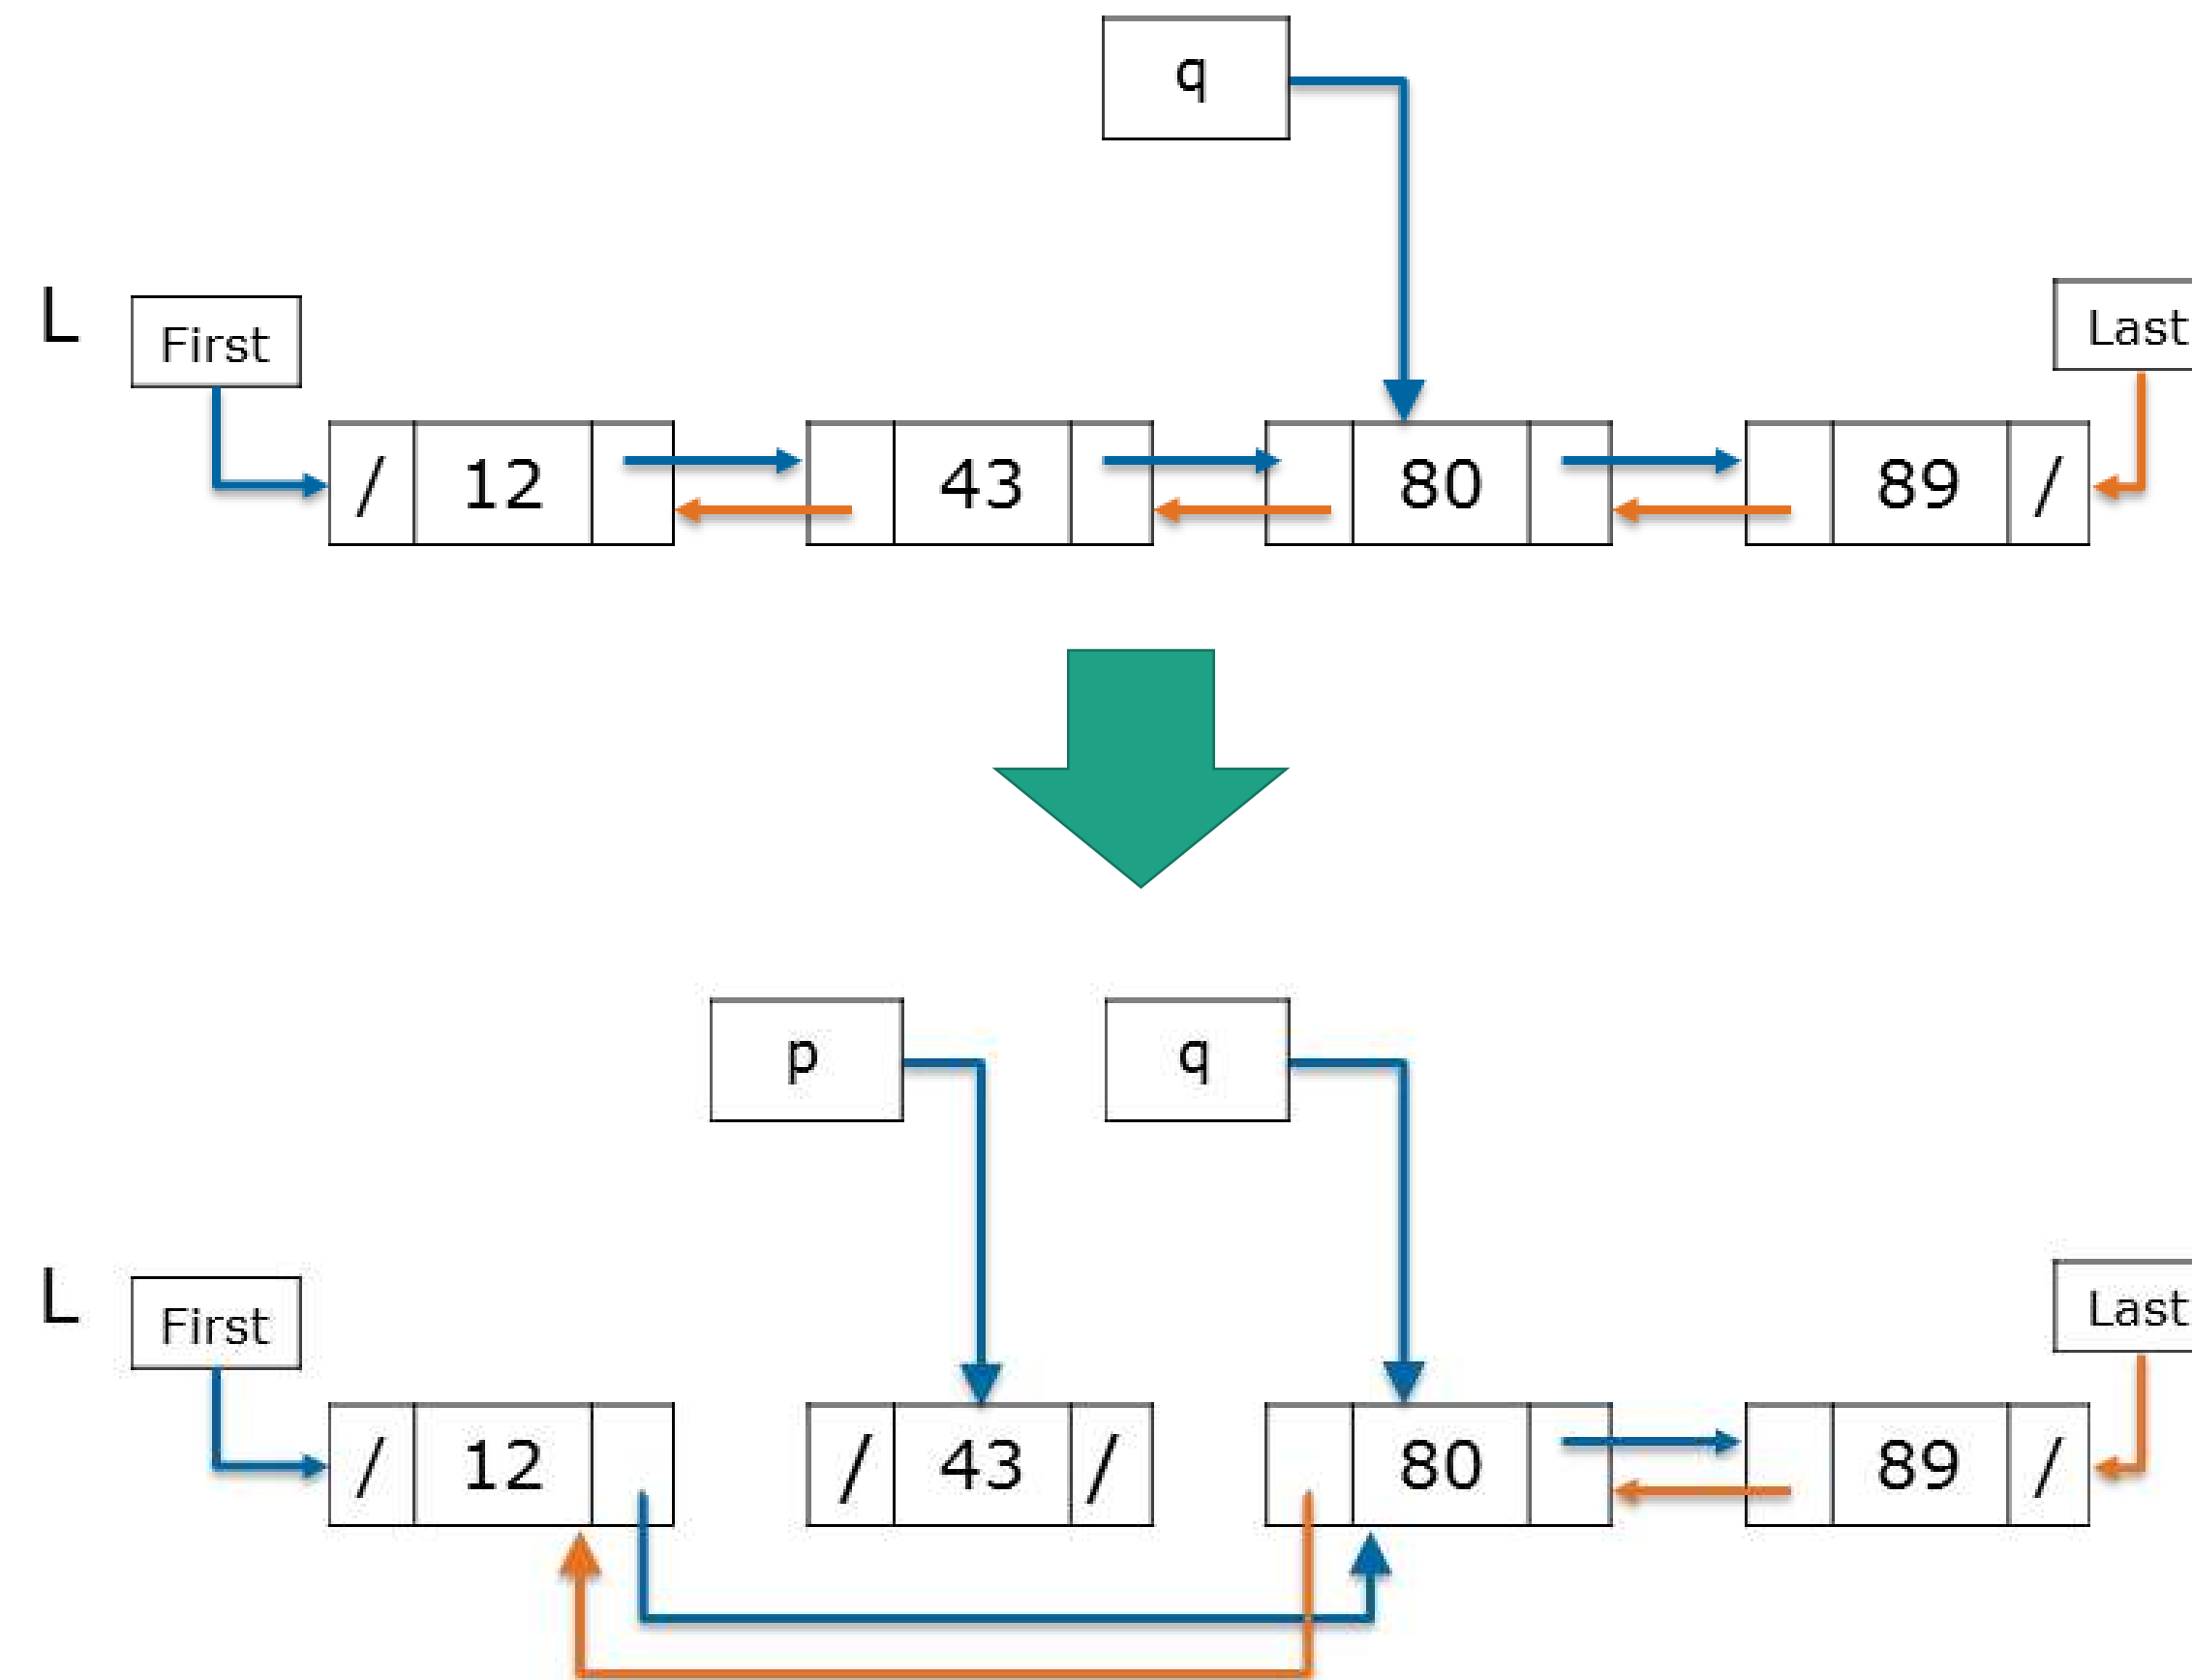 q
L First Last
/ 12 43 80 89 /
p q
L First Last
/ 12 / 43 / 80 89 /